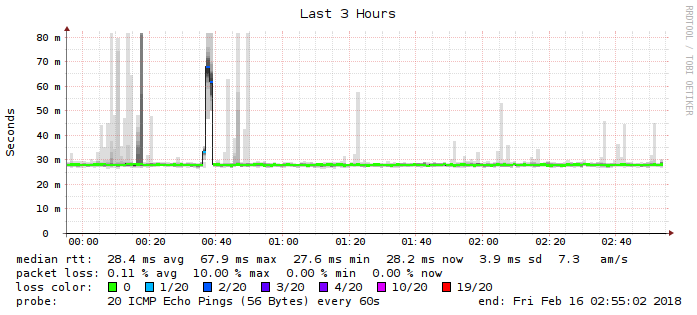 Last 3 Hours
RRDTOOL / TOBI OETIKER
Seconds
80 m
70 m
60 m
50 m
40 m
30 m
20 m
10 m
0
00:00 00:20 00:40 01:00 01:20 01:40 02:00 02:20 02:40
median rtt: 28.4 ms avg 67.9 ms max 27.6 ms min 28.2 ms now 3.9 ms sd 7.3 am/s
packet loss: 0.11 % avg 10.00 % max 0.00 % min 0.00 % now
loss color: 0 1/20 2/20 3/20 4/20 10/20 19/20
probe: 20 ICMP Echo Pings (56 Bytes) every 60s end: Fri Feb 16 02:55:02 2018